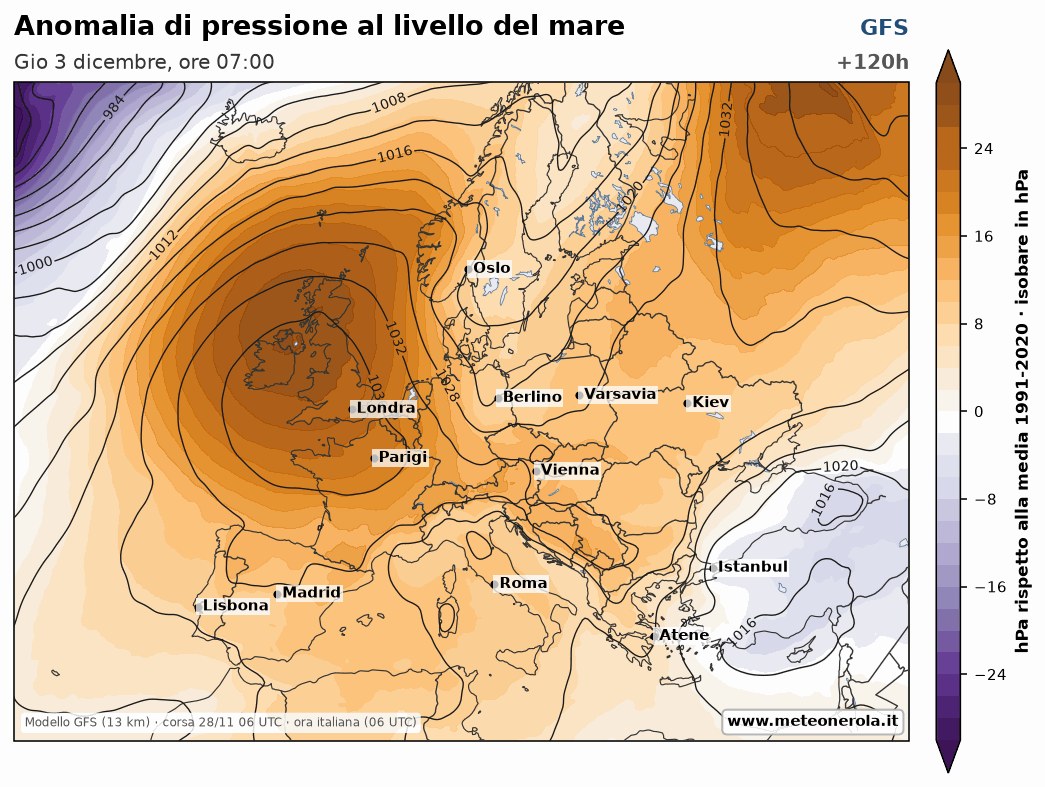 Anomalia di pressione al livello del mare
GFS
Gio 3 dicembre, ore 07:00
+120h
984
1008
1032
1016
1020
1012
-1000
Oslo
1032
Londra
Berlino
Varsavia
Kiev
Parigi
Vienna
1020
1016
Istanbul
Madrid
Roma
Lisbona
Atene
1016
Modello GFS (13 km) · corsa 28/11 06 UTC · ora italiana (06 UTC)
www.meteonerola.it
24
16
8
0
−8
−16
−24
hPa rispetto alla media 1991-2020 · isobare in hPa